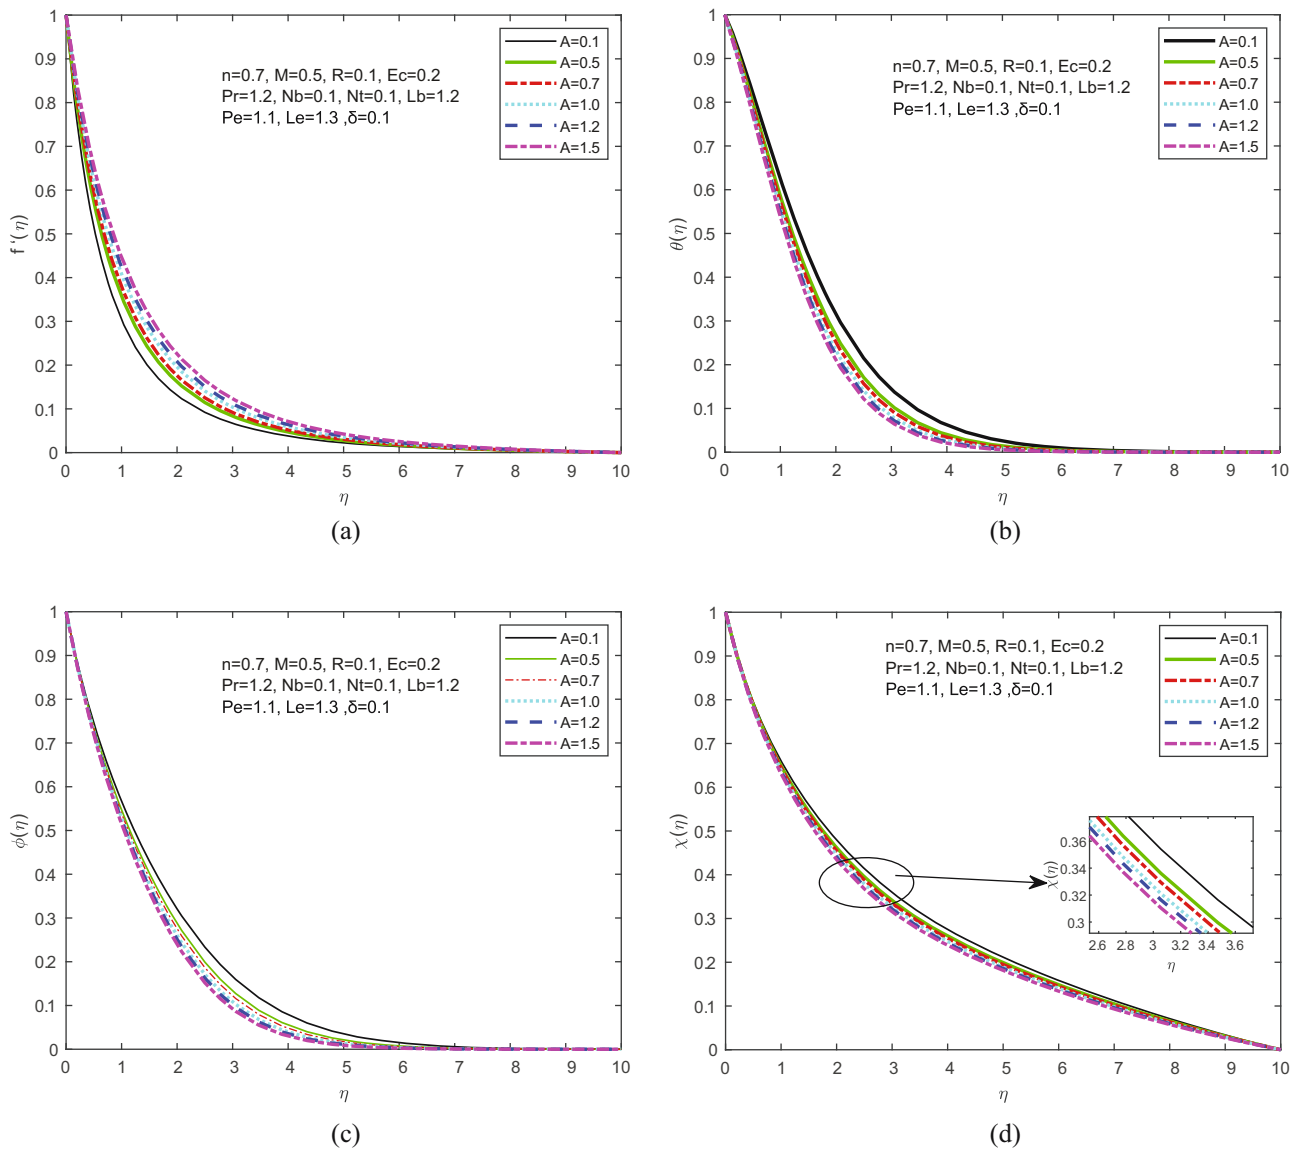 1
0.9
0.8
0.7
0.6
0.5
0.4
0.3
0.2
0.1
0
f '(η)
n=0.7, M=0.5, R=0.1, Ec=0.2
Pr=1.2, Nb=0.1, Nt=0.1, Lb=1.2
Pe=1.1, Le=1.3 ,δ=0.1
A=0.1
A=0.5
A=0.7
A=1.0
A=1.2
A=1.5
0 1 2 3 4 5 6 7 8 9 10
η
(a)
1
0.9
0.8
0.7
0.6
0.5
0.4
0.3
0.2
0.1
0
θ(η)
n=0.7, M=0.5, R=0.1, Ec=0.2
Pr=1.2, Nb=0.1, Nt=0.1, Lb=1.2
Pe=1.1, Le=1.3 ,δ=0.1
A=0.1
A=0.5
A=0.7
A=1.0
A=1.2
A=1.5
0 1 2 3 4 5 6 7 8 9 10
η
(b)
1
0.9
0.8
0.7
0.6
0.5
0.4
0.3
0.2
0.1
0
ϕ(η)
n=0.7, M=0.5, R=0.1, Ec=0.2
Pr=1.2, Nb=0.1, Nt=0.1, Lb=1.2
Pe=1.1, Le=1.3 ,δ=0.1
A=0.1
A=0.5
A=0.7
A=1.0
A=1.2
A=1.5
0 1 2 3 4 5 6 7 8 9 10
η
(c)
1
0.9
0.8
0.7
0.6
0.5
0.4
0.3
0.2
0.1
0
χ(η)
n=0.7, M=0.5, R=0.1, Ec=0.2
Pr=1.2, Nb=0.1, Nt=0.1, Lb=1.2
Pe=1.1, Le=1.3 ,δ=0.1
A=0.1
A=0.5
A=0.7
A=1.0
A=1.2
A=1.5
0.36
0.34
0.32
0.3
χ(η)
2.6 2.8 3 3.2 3.4 3.6
η
0 1 2 3 4 5 6 7 8 9 10
η
(d)